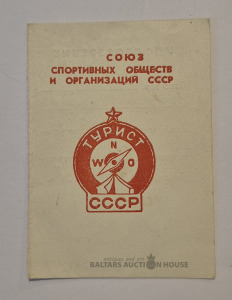 СОЮЗ
СПОРТИВНЫХ ОБЩЕСТВ
И ОРГАНИЗАЦИЙ СССР
ТУРИСТ
N
W O
СССР
BALTARS AUCTION HOUSE